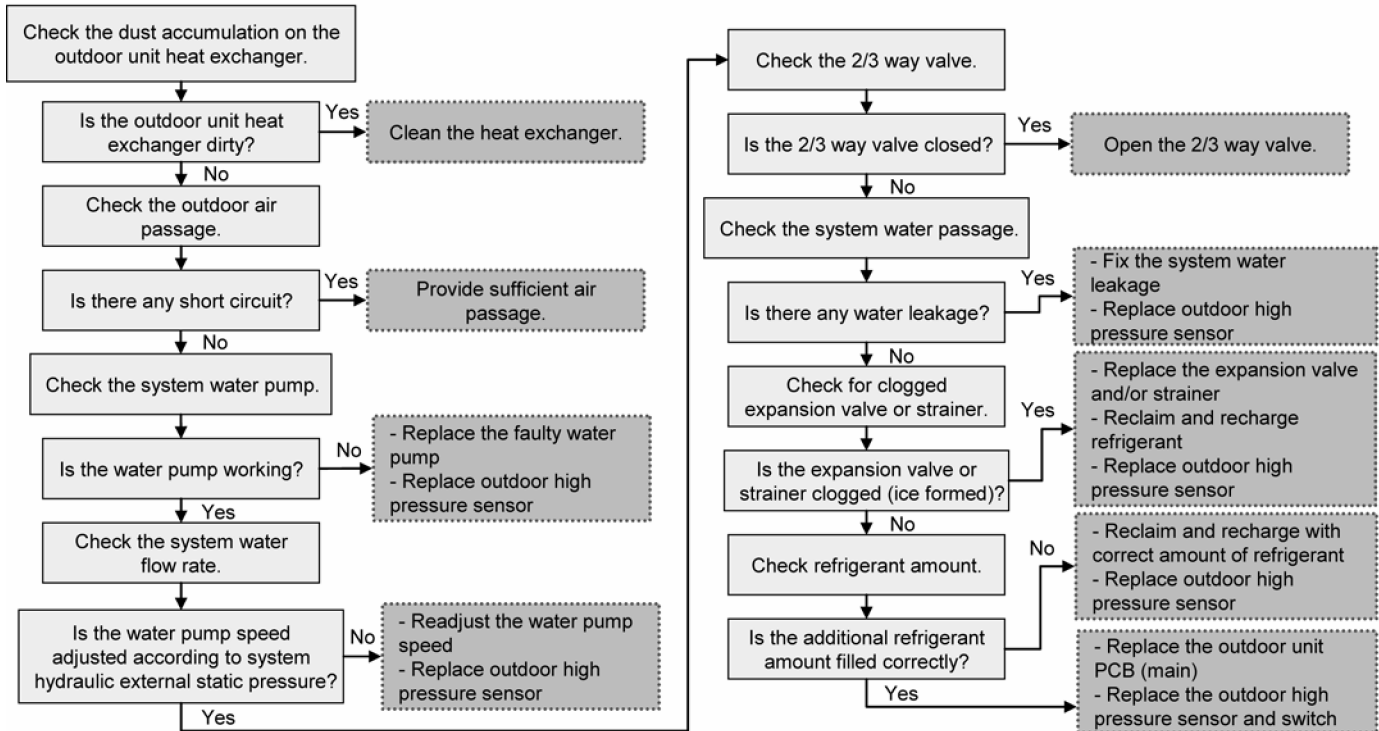 Check the dust accumulation on the
outdoor unit heat exchanger.
Is the outdoor unit heat
exchanger dirty?
Yes
Clean the heat exchanger.
No
Check the outdoor air
passage.
Is there any short circuit?
Yes
Provide sufficient air
passage.
No
Check the system water pump.
Is the water pump working?
No
- Replace the faulty water
pump
- Replace outdoor high
pressure sensor
Yes
Check the system water
flow rate.
Is the water pump speed
adjusted according to system
hydraulic external static pressure?
No
- Readjust the water pump
speed
- Replace outdoor high
pressure sensor
Yes
Check the 2/3 way valve.
Is the 2/3 way valve closed?
Yes
Open the 2/3 way valve.
No
Check the system water passage.
Is there any water leakage?
Yes
- Fix the system water
leakage
- Replace outdoor high
pressure sensor
No
Check for clogged
expansion valve or strainer.
Is the expansion valve or
strainer clogged (ice formed)?
Yes
- Replace the expansion valve
and/or strainer
- Reclaim and recharge
refrigerant
- Replace outdoor high
pressure sensor
No
Check refrigerant amount.
Is the additional refrigerant
amount filled correctly?
No
- Reclaim and recharge with
correct amount of refrigerant
- Replace outdoor high
pressure sensor
Yes
- Replace the outdoor unit
PCB (main)
- Replace the outdoor high
pressure sensor and switch